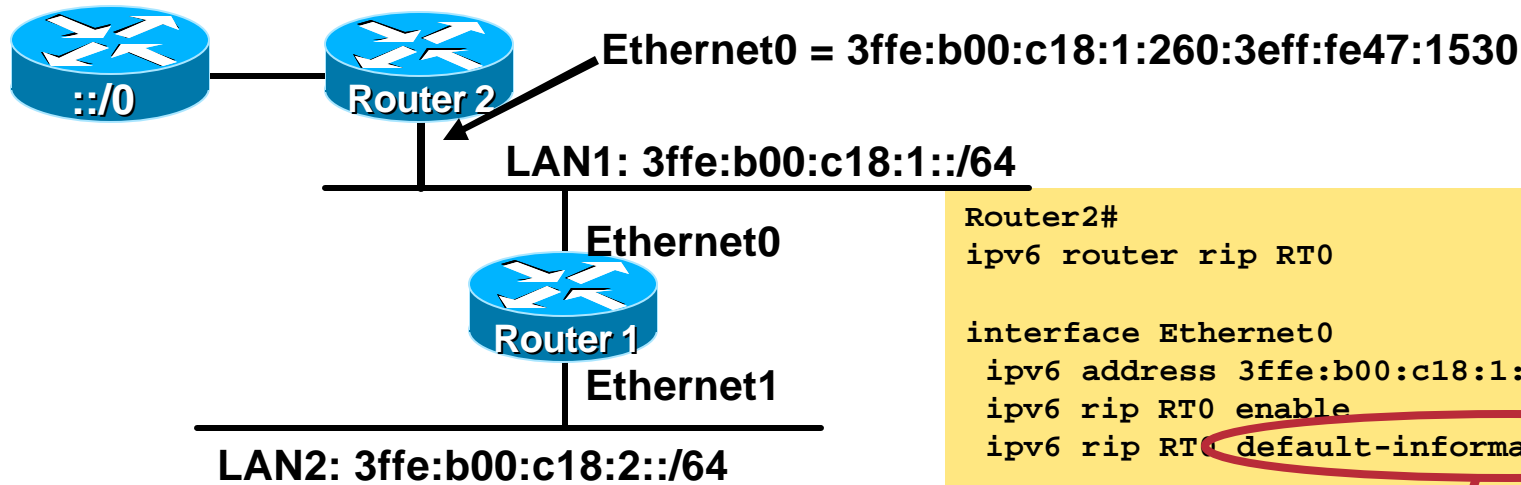 Ethernet0 = 3ffe:b00:c18:1:260:3eff:fe47:1530
::/0
Router 2
LAN1: 3ffe:b00:c18:1::/64
Ethernet0
Router 1
Ethernet1
LAN2: 3ffe:b00:c18:2::/64
Router2#
ipv6 router rip RT0
interface Ethernet0
ipv6 address 3ffe:b00:c18:1:
ipv6 rip RT0 enable
ipv6 rip RT0 default-informa